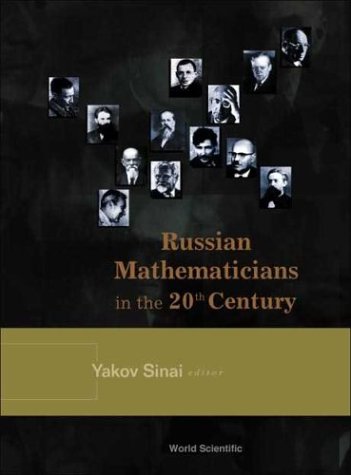 Russian
Mathematicians
in the 20th Century
Yakov Sinai editor
World Scientific